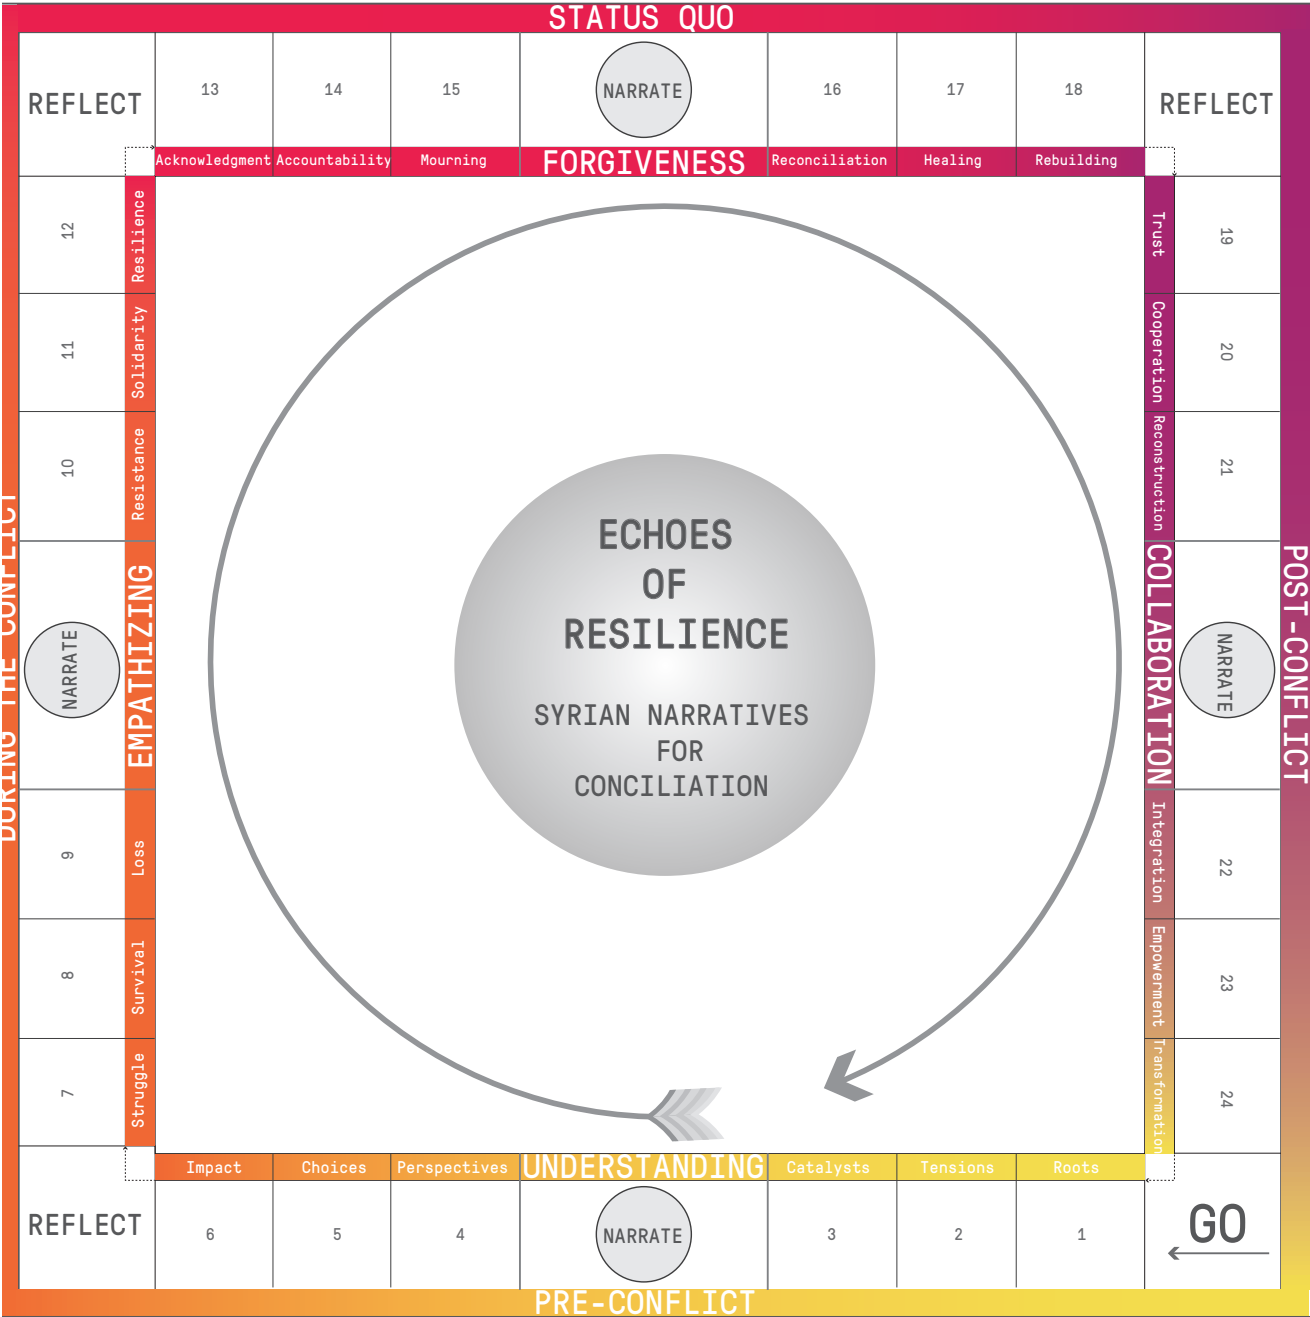 STATUS QUO
REFLECT
13
14
15
NARRATE
16
17
18
REFLECT
Acknowledgment
Accountability
Mourning
FORGIVENESS
Reconciliation
Healing
Rebuilding
12
Resilience
11
Solidarity
10
Resistance
DURING THE CONFLICT
NARRATE
EMPATHIZING
9
Loss
8
Survival
7
Struggle
ECHOES
OF
RESILIENCE
SYRIAN NARRATIVES
FOR
CONCILIATION
Trust
19
Cooperation
20
Reconstruction
21
COLLABORATION
NARRATE
POST-CONFLICT
Integration
22
Empowerment
23
Transformation
24
Impact
Choices
Perspectives
UNDERSTANDING
Catalysts
Tensions
Roots
REFLECT
6
5
4
NARRATE
3
2
1
GO
PRE-CONFLICT